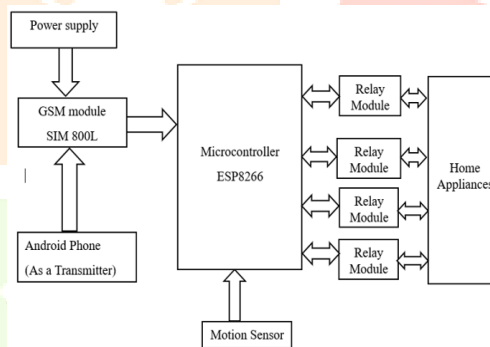 Power supply
GSM module
SIM 800L
Android Phone
(As a Transmitter)
Microcontroller
ESP8266
Motion Sensor
Relay
Module
Relay
Module
Relay
Module
Relay
Module
Home
Appliances